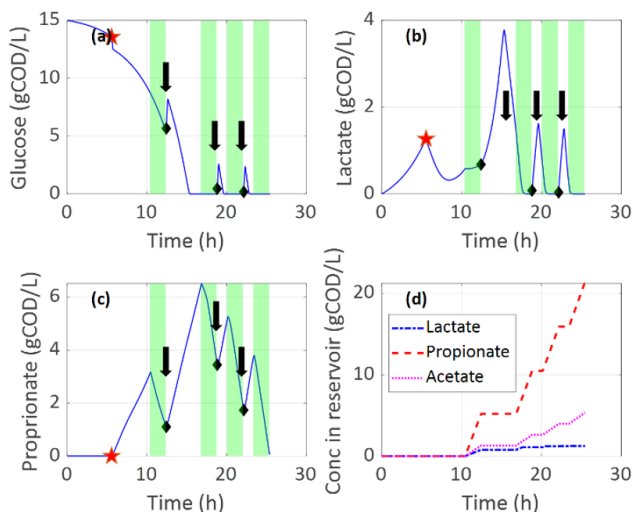 15
10
5
0
(a)
Glucose (gCOD/L)
0 10 20 30
Time (h)
4
2
0
(b)
Lactate (gCOD/L)
0 10 20 30
Time (h)
6
4
2
0
(c)
Proprionate (gCOD/L)
0 10 20 30
Time (h)
20
10
0
(d)
Conc in reservoir (gCOD/L)
Lactate
Propionate
Acetate
0 10 20 30
Time (h)